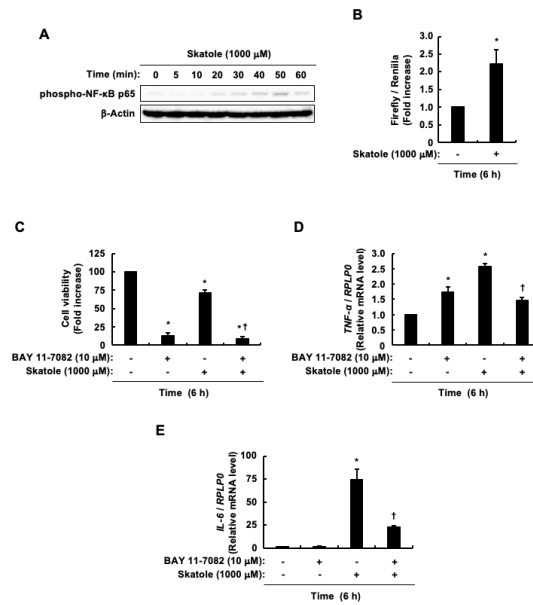 A
Skatole (1000 μM)
Time (min): 0 5 10 20 30 40 50 60
phospho-NF-κB p65
β-Actin
B
Firefly / Renilla
(Fold increase)
3.0
2.5
2.0
1.5
1.0
0.5
0
*
Skatole (1000 μM): - +
Time (6 h)
C
Cell viability
(Fold increase)
125
100
75
50
25
0
* * *†
BAY 11-7082 (10 μM): - + - +
Skatole (1000 μM): - - + +
Time (6 h)
D
TNF-α / RPLP0
(Relative mRNA level)
3.0
2.5
2.0
1.5
1.0
0.5
0
* * †
BAY 11-7082 (10 μM): - + - +
Skatole (1000 μM): - - + +
Time (6 h)
E
IL-6 / RPLP0
(Relative mRNA level)
100
75
50
25
0
* †
BAY 11-7082 (10 μM): - + - +
Skatole (1000 μM): - - + +
Time (6 h)